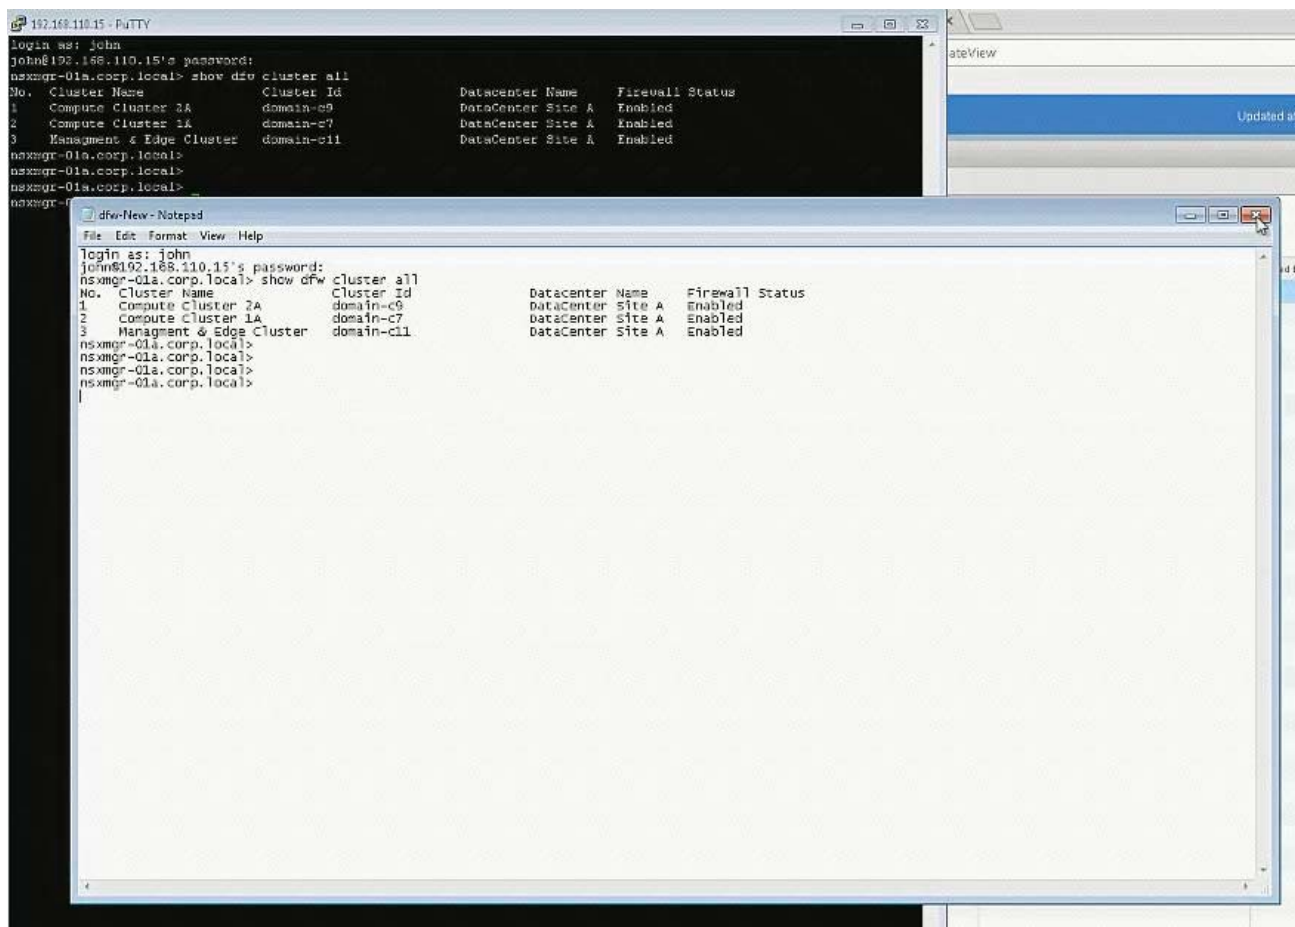 192.168.110.15 - PuTTY
login as: john
john@192.168.110.15's password:
nsxmgr-01a.corp.local> show dfw cluster all
No. Cluster Name Cluster Id Datacenter Name Firewall Status
1 Compute Cluster 2A domain-c9 DataCenter Site A Enabled
2 Compute Cluster 1A domain-c7 DataCenter Site A Enabled
3 Managment & Edge Cluster domain-c11 DataCenter Site A Enabled
nsxmgr-01a.corp.local>
nsxmgr-01a.corp.local>
nsxmgr-01a.corp.local>
nsxmgr-0
ateView
Updated a
dfw-New - Notepad
File Edit Format View Help
login as: john
john@192.168.110.15's password:
nsxmgr-01a.corp.local> show dfw cluster all
No. Cluster Name Cluster Id Datacenter Name Firewall Status
1 Compute Cluster 2A domain-c9 DataCenter Site A Enabled
2 Compute Cluster 1A domain-c7 DataCenter Site A Enabled
3 Managment & Edge Cluster domain-c11 DataCenter Site A Enabled
nsxmgr-01a.corp.local>
nsxmgr-01a.corp.local>
nsxmgr-01a.corp.local>
nsxmgr-01a.corp.local>